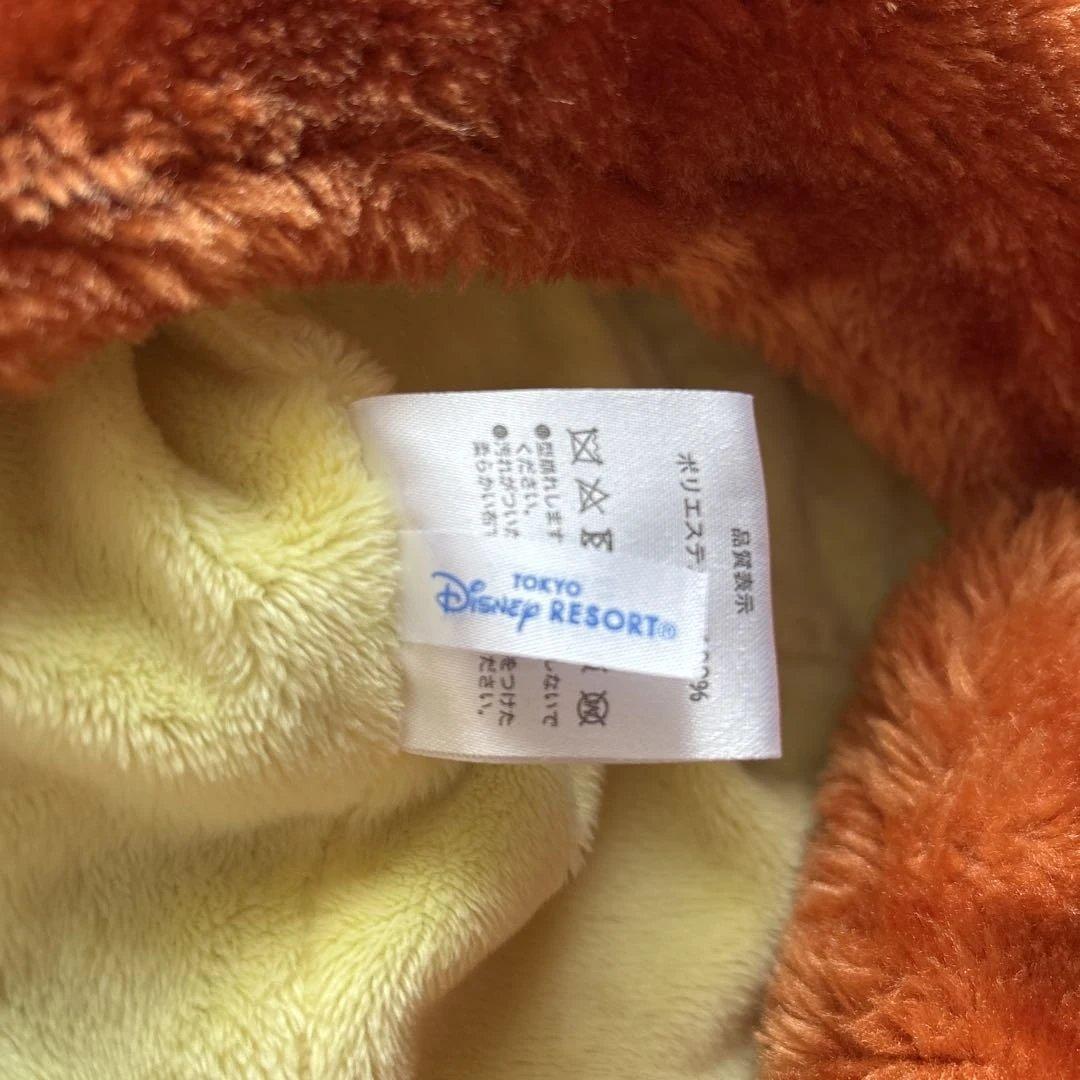 品質表示
ポリエステ
100%
●型崩れします
しないで
ください。
●汚れがついた
をつけた
柔らかい布
ださい。
TOKYO
Disney RESORT®